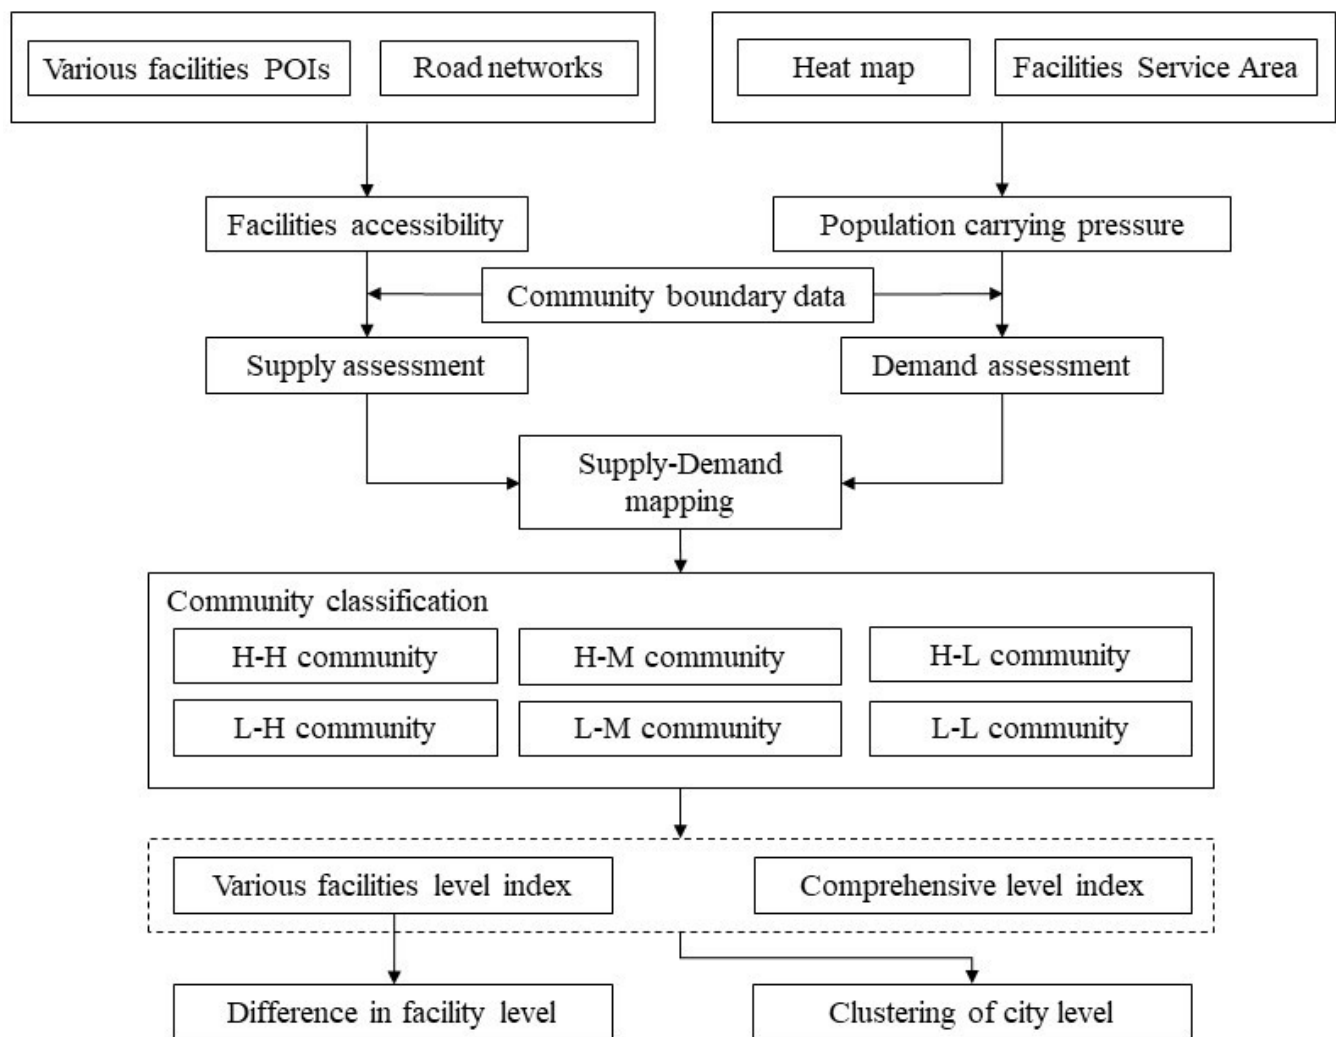 Various facilities POIs
Road networks
Heat map
Facilities Service Area
Facilities accessibility
Population carrying pressure
Community boundary data
Supply assessment
Demand assessment
Supply-Demand
mapping
Community classification
H-H community
H-M community
H-L community
L-H community
L-M community
L-L community
Various facilities level index
Comprehensive level index
Difference in facility level
Clustering of city level